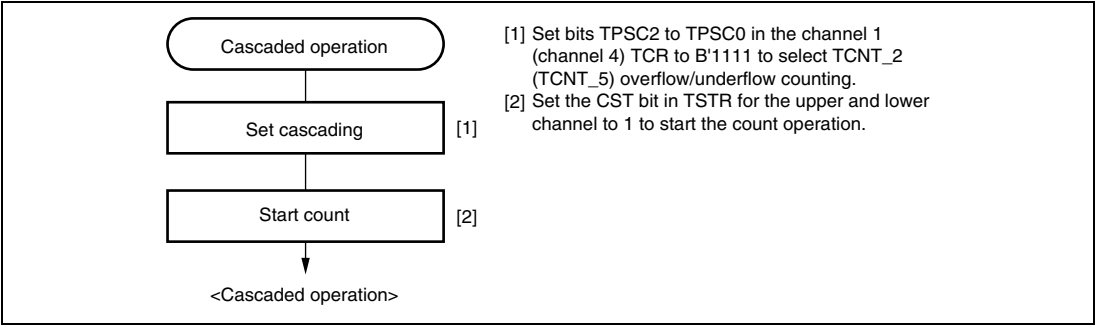 Cascaded operation
Set cascading
[1]
Start count
[2]
<Cascaded operation>
[1] Set bits TPSC2 to TPSC0 in the channel 1
(channel 4) TCR to B'1111 to select TCNT_2
(TCNT_5) overflow/underflow counting.
[2] Set the CST bit in TSTR for the upper and lower
channel to 1 to start the count operation.